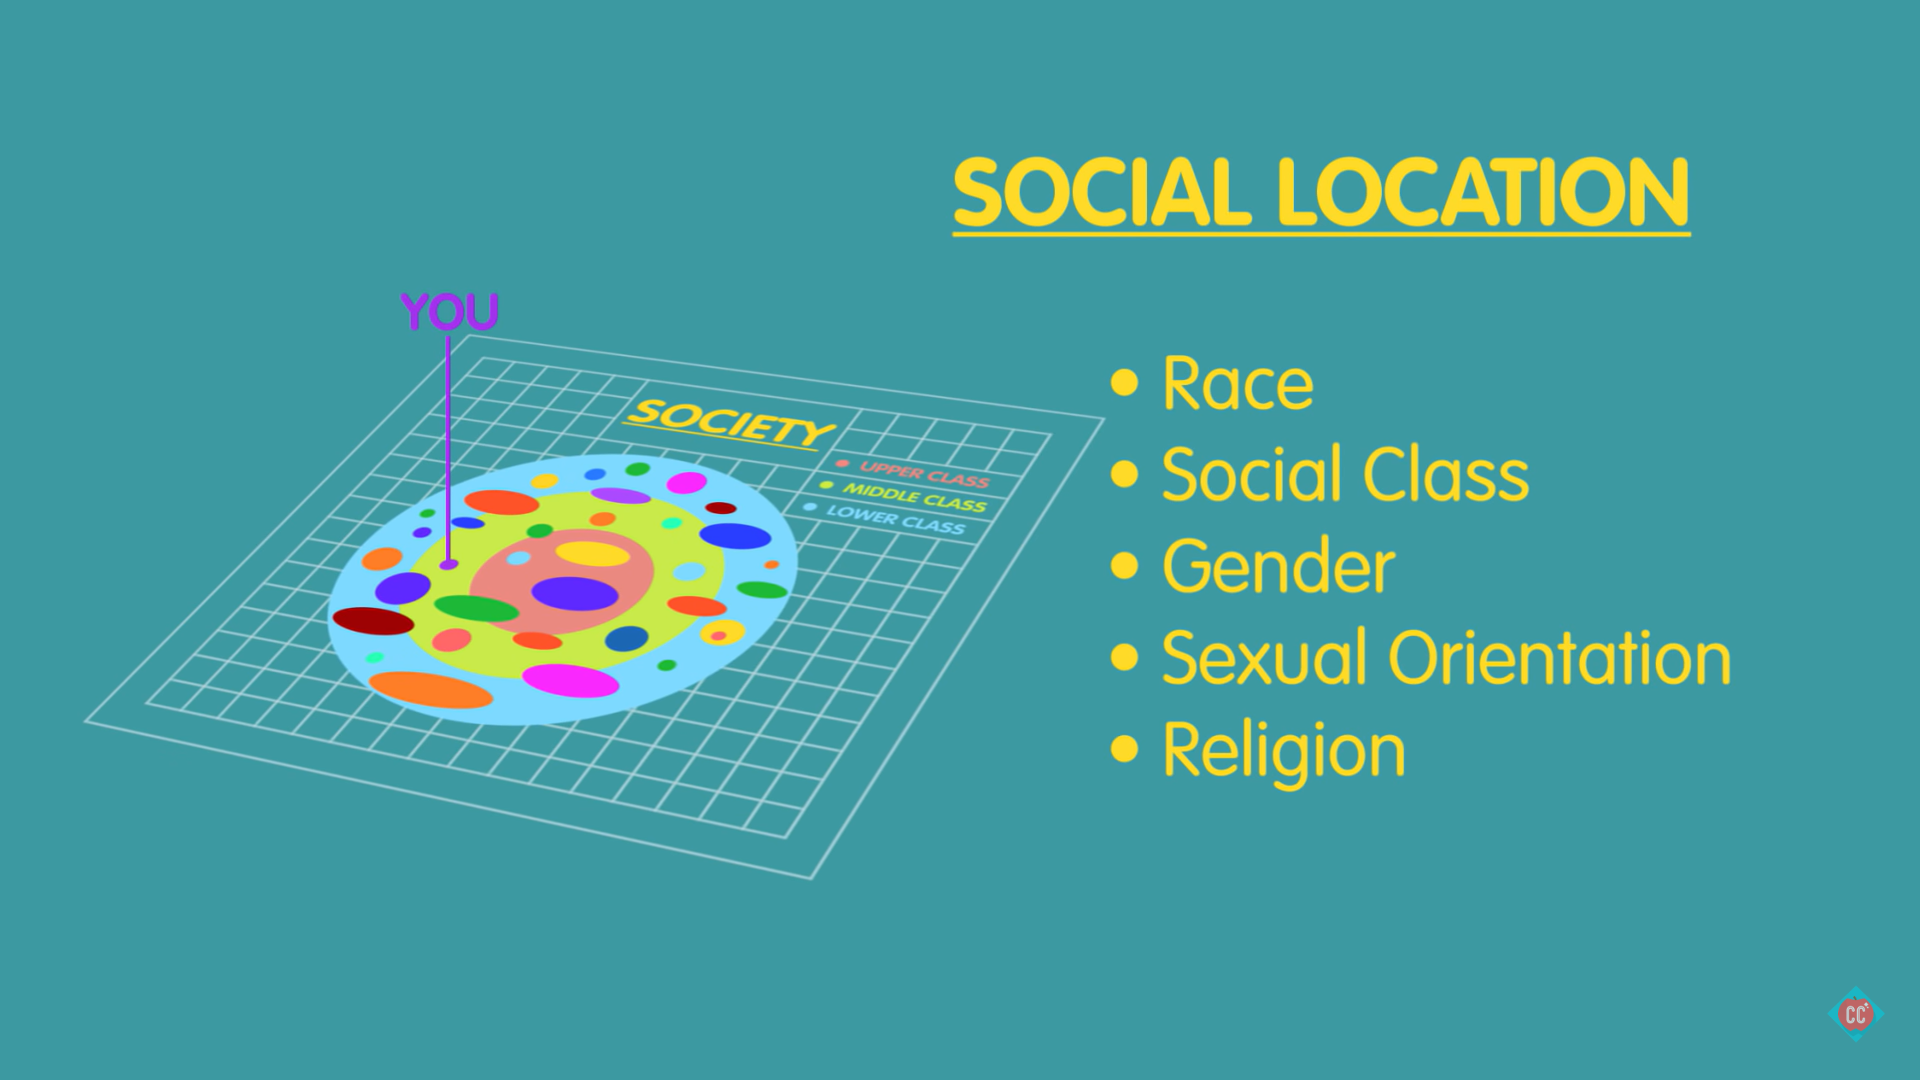 SOCIAL LOCATION
YOU
SOCIETY
UPPER CLASS
MIDDLE CLASS
LOWER CLASS
• Race
• Social Class
• Gender
• Sexual Orientation
• Religion
CC